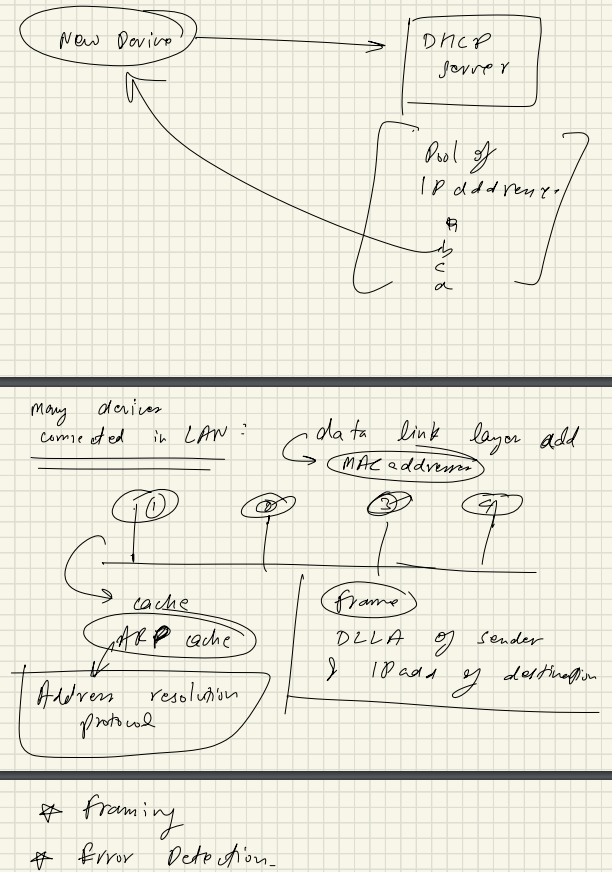 New Device
DHCP
server
Pool of
IP adddresses.
a
b
c
d
Many devices
connected in LAN :
data link layer add
MAC addresses
1 2 3 4
cache
ARP cache
Address resolution
protocol
frame
DLLA of sender
& IP add of destination
Framing
Error Detection